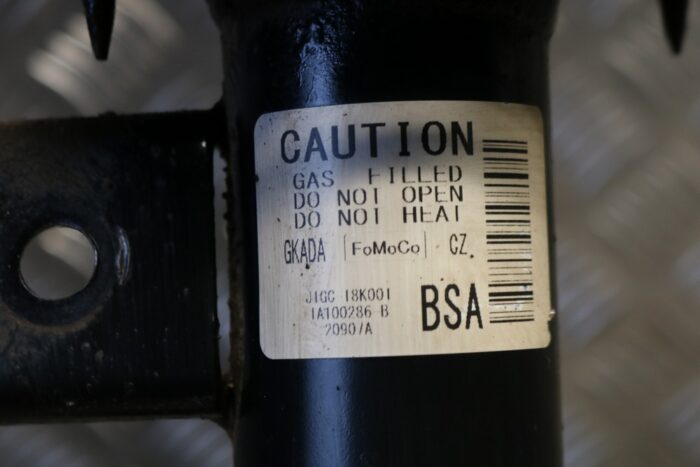 CAUTION
GAS FILLED
DO NOT OPEN
DO NOT HEAT
GKADA [FoMoCo] CZ.
J1GC-18K001
1A100286-B
2090/A
BSA